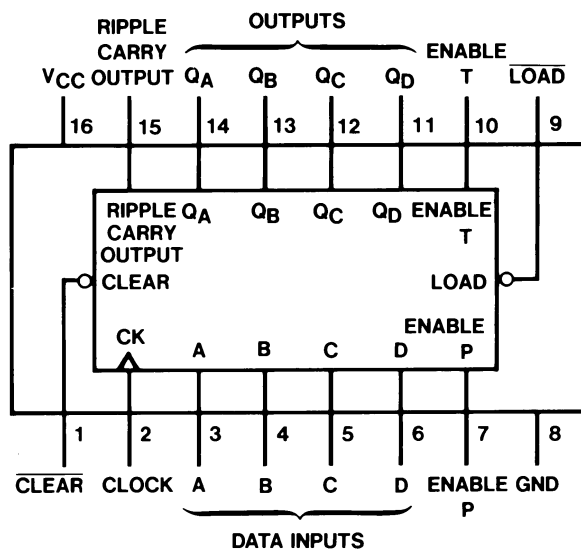 OUTPUTS
RIPPLE
CARRY
OUTPUT
VCC
QA QB QC QD
ENABLE
T
LOAD
16 15 14 13 12 11 10 9
RIPPLE
CARRY
OUTPUT
QA QB QC QD
ENABLE
T
CLEAR
LOAD
CK
A B C D
ENABLE
P
1 2 3 4 5 6 7 8
CLEAR CLOCK A B C D ENABLE GND
P
DATA INPUTS